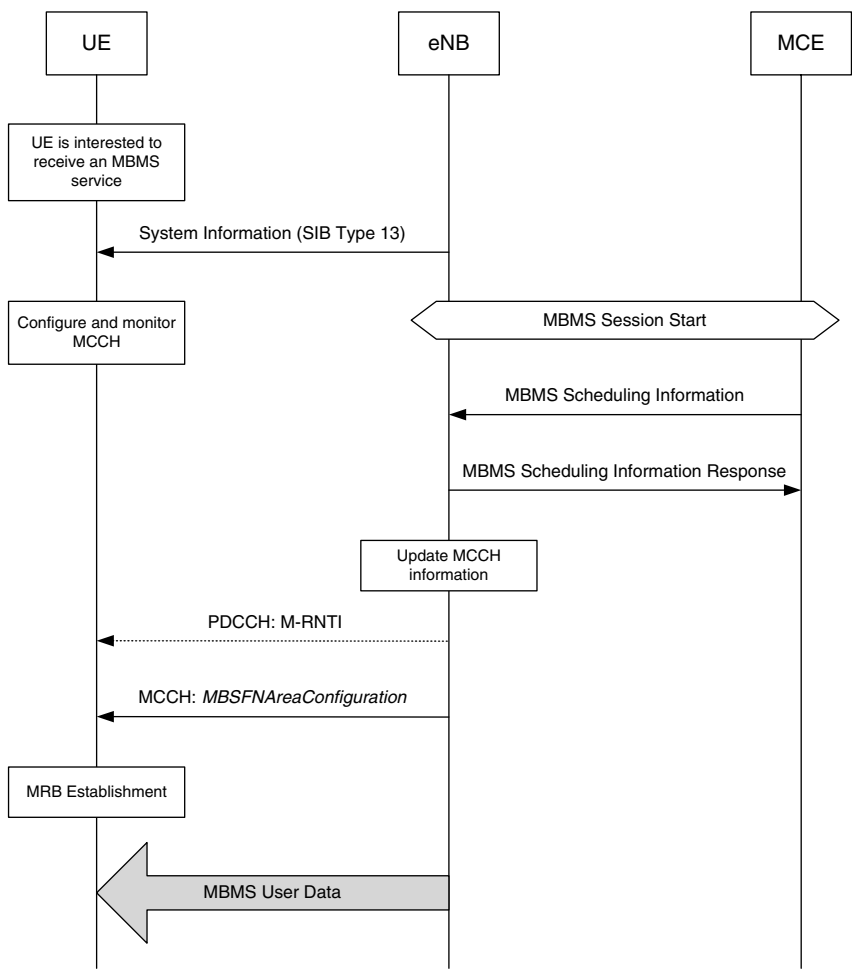 UE
eNB
MCE
UE is interested to
receive an MBMS
service
System Information (SIB Type 13)
Configure and monitor
MCCH
MBMS Session Start
MBMS Scheduling Information
MBMS Scheduling Information Response
Update MCCH
information
PDCCH: M-RNTI
MCCH: MBSFNAreaConfiguration
MRB Establishment
MBMS User Data